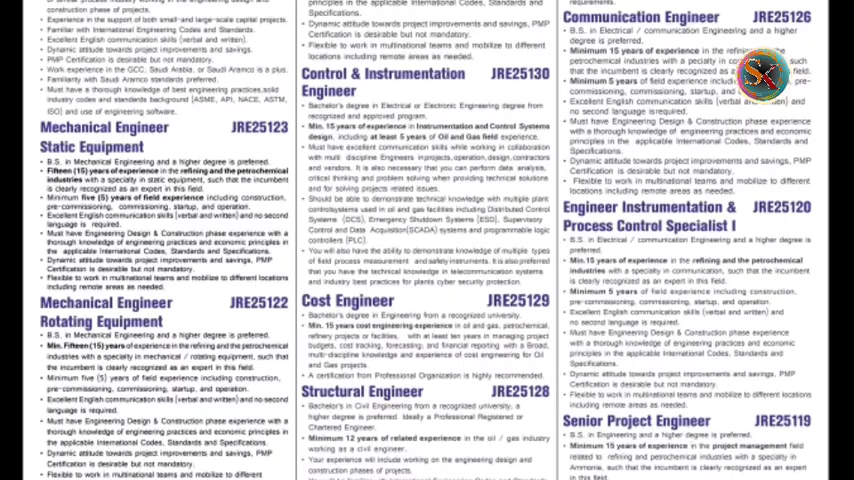 construction phase of projects.
• Experience in the support of both small-and large-scale capital projects.
• Familiar with International Engineering Codes and Standards.
• Excellent English communication skills (verbal and written).
• Dynamic attitude towards project improvements and savings.
• PMP Certification is desirable but not mandatory.
• Work experience in the GCC, Saudi Arabia, or Saudi Aramco is a plus.
• Familiarity with Saudi Aramco standards preferred.
• Must have a thorough knowledge of best engineering practices,solid
industry codes and standards background (ASME, API, NACE, ASTM,
ISO) and use of engineering software.
Mechanical Engineer JRE25123
Static Equipment
• B.S. in Mechanical Engineering and a higher degree is preferred.
• Fifteen (15) years of experience in the refining and the petrochemical
industries with a specialty in static equipment, such that the incumbent
is clearly recognized as an expert in this field.
• Minimum five (5) years of field experience including construction,
pre-commissioning, commissioning, startup, and operation.
• Excellent English communication skills (verbal and written) and no second
language is required.
• Must have Engineering Design & Construction phase experience with a
thorough knowledge of engineering practices and economic principles in
the applicable International Codes, Standards and Specifications.
• Dynamic attitude towards project improvements and savings, PMP
Certification is desirable but not mandatory.
• Flexible to work in multinational teams and mobilize to different locations
including remote areas as needed.
Mechanical Engineer JRE25122
Rotating Equipment
• B.S. in Mechanical Engineering and a higher degree is preferred.
• Min. Fifteen (15) years of experience in the refining and the petrochemical
industries with a specialty in mechanical / rotating equipment, such that
the incumbent is clearly recognized as an expert in this field.
• Minimum five (5) years of field experience including construction,
pre-commissioning, commissioning, startup, and operation.
• Excellent English communication skills (verbal and written) and no second
language is required.
• Must have Engineering Design & Construction phase experience with a
thorough knowledge of engineering practices and economic principles in
the applicable International Codes, Standards and Specifications.
• Dynamic attitude towards project improvements and savings, PMP
Certification is desirable but not mandatory.
• Flexible to work in multinational teams and mobilize to different
principles in the applicable International Codes, Standards and
Specifications.
• Dynamic attitude towards project improvements and savings, PMP
Certification is desirable but not mandatory.
• Flexible to work in multinational teams and mobilize to different
locations including remote areas as needed.
Control & Instrumentation JRE25130
Engineer
• Bachelor's degree in Electrical or Electronic Engineering degree from
recognized and approved program.
• Min. 15 years of experience in Instrumentation and Control Systems
design, including at least 5 years of Oil and Gas field experience.
• Must have excellent communication skills while working in collaboration
with multi discipline Engineers in projects, operation, design, contractors
and vendors. It is also necessary that you can perform data analysis,
critical thinking and problem solving when providing technical solutions
and for solving projects related issues.
• Should be able to demonstrate technical knowledge with multiple plant
controlsystems used in oil and gas facilities including Distributed Control
Systems (DCS), Emergency Shutdown Systems (ESD), Supervisory
Control and Data Acquisition(SCADA) systems and programmable logic
controllers (PLC).
• You will also have the ability to demonstrate knowledge of multiple types
of field process measurement and safety instruments. It is also preferred
that you have the technical knowledge in telecommunication systems
and industry best practices for plants cyber security protection.
Cost Engineer JRE25129
• Bachelor's degree in Engineering from a recognized university.
• Min. 15 years cost engineering experience in oil and gas, petrochemical,
refinery projects or facilities, with at least ten years in managing project
budgets, cost tracking, forecasting; and financial reporting with a Broad,
multi-discipline knowledge and experience of cost engineering for Oil
and Gas projects.
• A certification from Professional Organization is highly recommended.
Structural Engineer JRE25128
• Bachelor's in Civil Engineering from a recognized university, a
higher degree is preferred. Ideally a Professional Registered or
Chartered Engineer.
• Minimum 12 years of related experience in the oil / gas industry
working as a civil engineer.
• Your experience will include working on the engineering design and
construction phases of projects.
requirements.
Communication Engineer JRE25126
• B.S. in Electrical / communication Engineering and a higher
degree is preferred.
• Minimum 15 years of experience in the refining
petrochemical industries with a pecialty in such
that the incumbent is clearly recognized as field.
• Minimum 5 years of field experience pre-
commissioning, commissioning, startup, and
• Excellent English communication skills (verbal and written) and
no second language is required.
• Must have Engineering Design & Construction phase experience
with a thorough knowledge of engineering practices and economic
principles in the applicable International Codes, Standards and
Specifications.
• Dynamic attitude towards project improvements and savings, PMP
Certification is desirable but not mandatory.
• Flexible to work in multinational teams and mobilize to different
locations including remote areas as needed.
Engineer Instrumentation & JRE25120
Process Control Specialist I
• B.S. in Electrical / communication Engineering and a higher degree is
preferred.
• Min.15 years of experience in the refining and the petrochemical
industries with a specialty in communication, such that the incumbent
is clearly recognized as an expert in this field.
• Minimum 5 years of field experience including construction,
pre-commissioning, commissioning, startup, and operation.
• Excellent English communication skills (verbal and written) and
no second language is required.
• Must have Engineering Design & Construction phase experience
with a thorough knowledge of engineering practices and economic
principles in the applicable International Codes, Standards and
Specifications.
• Dynamic attitude towards project improvements and savings, PMP
Certification is desirable but not mandatory.
• Flexible to work in multinational teams and mobilize to different locations
including remote areas as needed.
Senior Project Engineer JRE25119
• B.S. in Engineering and a higher degree is preferred.
• Minimum 15 years of experience in the project management field
related to refining and petrochemical industries with a specialty in
Ammonia, such that the incumbent is clearly recognized as an expert
in this field.
SK